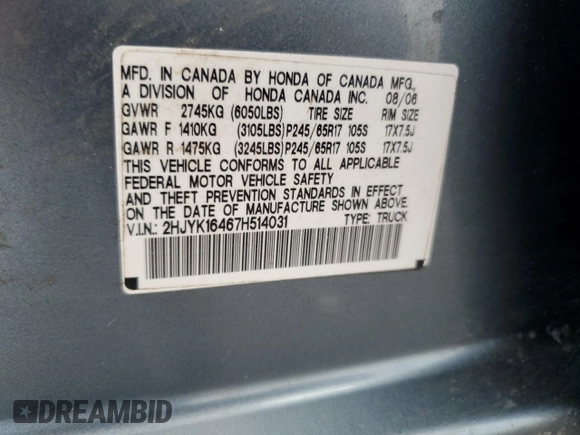 MFD. IN CANADA BY HONDA OF CANADA MFG.,
A DIVISION OF HONDA CANADA INC. 08/06
GVWR 2745KG (6050LBS) TIRE SIZE RIM SIZE
GAWR F 1410KG (3105LBS)P245/65R17 105S 17X7.5J
GAWR R 1475KG (3245LBS)P245/65R17 105S 17X7.5J
THIS VEHICLE CONFORMS TO ALL APPLICABLE
FEDERAL MOTOR VEHICLE SAFETY
AND THEFT PREVENTION STANDARDS IN EFFECT
ON THE DATE OF MANUFACTURE SHOWN ABOVE.
V.I.N.: 2HJYK16467H514031 TYPE: TRUCK
DREAMBID